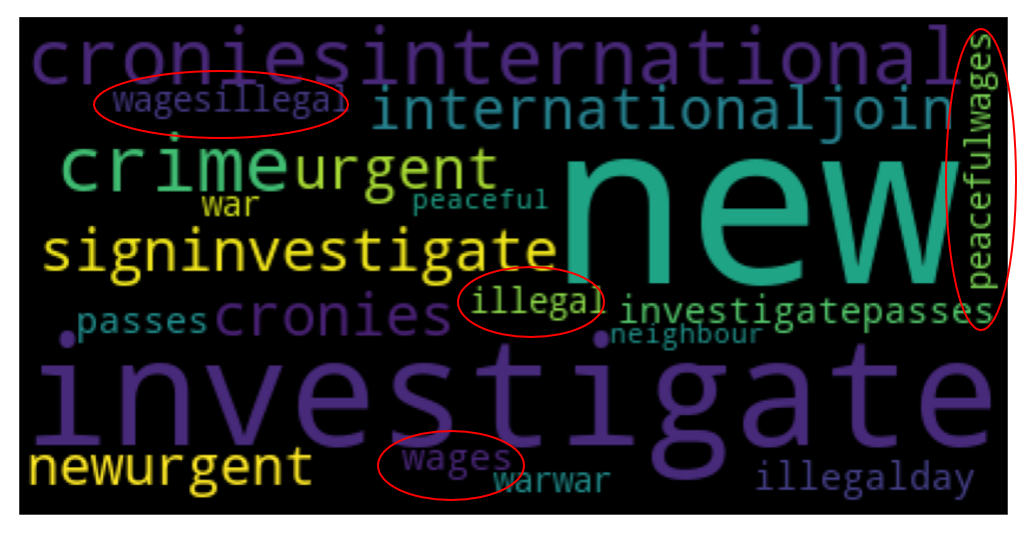 croniesinternational
wagesillegal
internationaljoin
peacefulwages
crime urgent
new
war
peaceful
signinvestigate
illegal
investigatepasses
passes
cronies
neighbour
investigate
newurgent
wages
warwar
illegalday